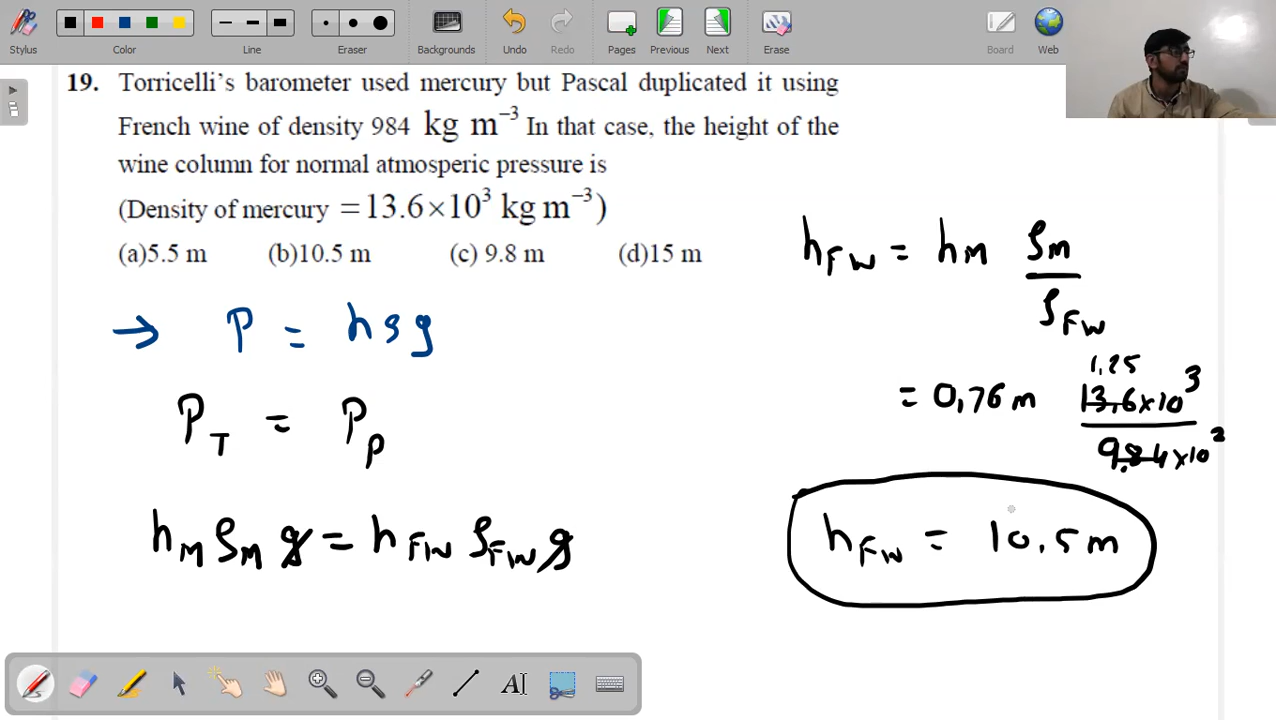 Stylus
Color
Line
Eraser
Backgrounds
Undo
Redo
Pages
Previous
Next
Erase
Board
Web
19. Torricelli's barometer used mercury but Pascal duplicated it using
French wine of density 984 kg m⁻³ In that case, the height of the
wine column for normal atmosperic pressure is
(Density of mercury = 13.6×10³ kg m⁻³)
(a)5.5 m (b)10.5 m (c) 9.8 m (d)15 m
→ P = hρg
P_T = P_P
h_M ρ_M g = h_FW ρ_FW g
h_FW = h_M ρ_M / ρ_FW
1.25
= 0.76 m 13.6×10³ / 9.84×10²
h_FW = 10.5 m
AI